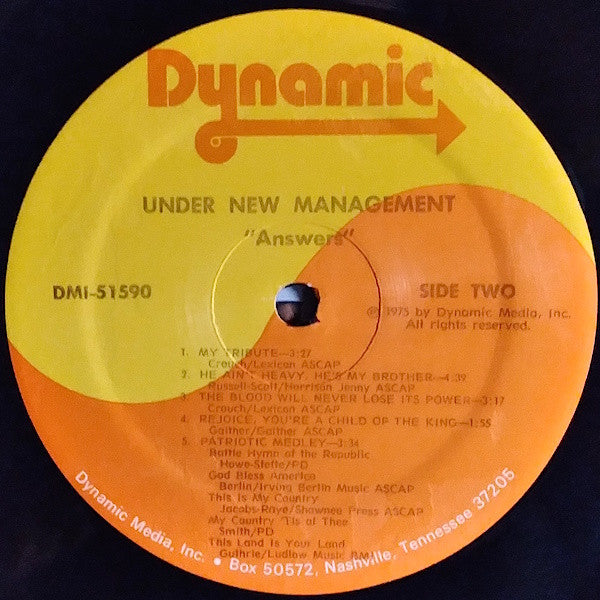 Dynamic
UNDER NEW MANAGEMENT
"Answers"
DMI-51590
SIDE TWO
℗ 1975 by Dynamic Media, Inc.
All rights reserved.
1. MY TRIBUTE—3:27
Crouch/Lexicon ASCAP
2. HE AIN'T HEAVY, HE'S MY BROTHER—4:39
Russell-Scott/Harrison Jenny ASCAP
3. THE BLOOD WILL NEVER LOSE ITS POWER—3:17
Crouch/Lexicon ASCAP
4. REJOICE, YOU'RE A CHILD OF THE KING—1:55
Gaither/Gaither ASCAP
5. PATRIOTIC MEDLEY—3:34
Battle Hymn of the Republic
Howe-Steffe/PD
God Bless America
Berlin/Irving Berlin Music ASCAP
This Is My Country
Jacobs-Raye/Shawnee Press ASCAP
My Country 'Tis of Thee
Smith/PD
This Land Is Your Land
Guthrie/Ludlow Music BMI
Dynamic Media, Inc. • Box 50572, Nashville, Tennessee 37205